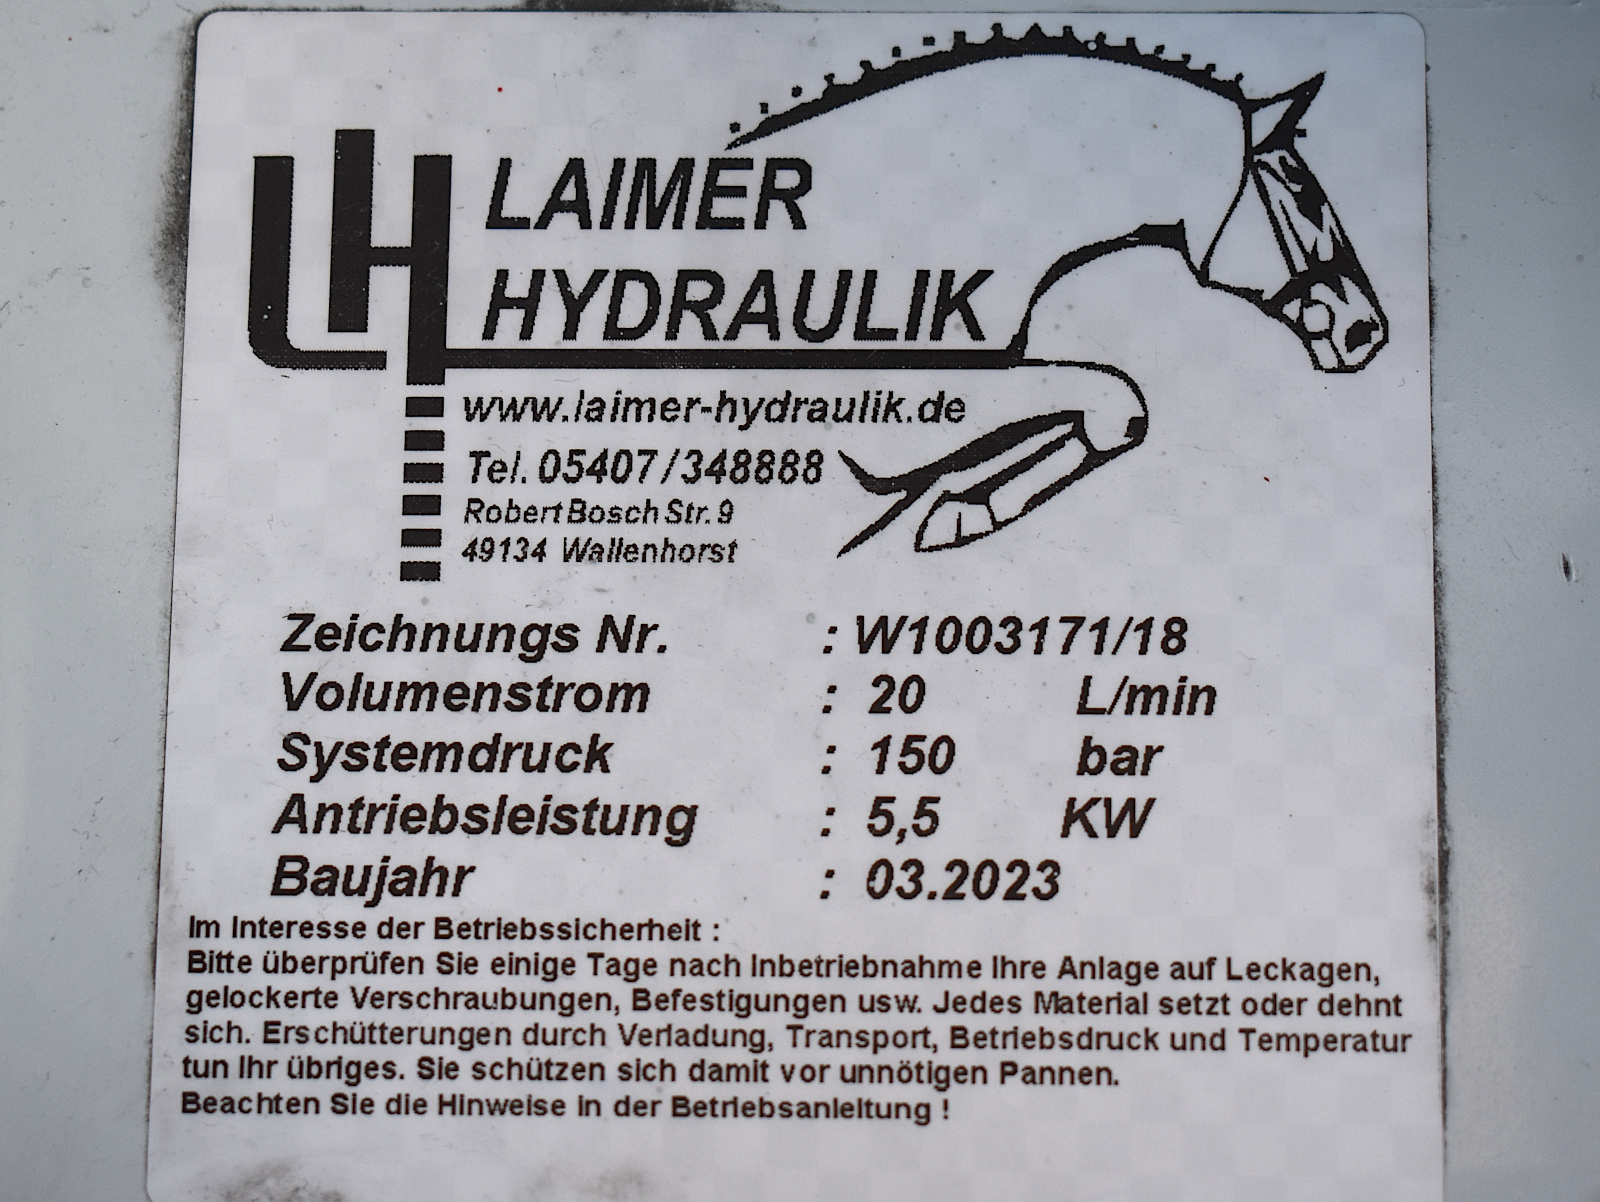 LH LAIMER
HYDRAULIK
www.laimer-hydraulik.de
Tel. 05407/348888
Robert Bosch Str. 9
49134 Wallenhorst
Zeichnungs Nr. : W1003171/18
Volumenstrom : 20 L/min
Systemdruck : 150 bar
Antriebsleistung : 5,5 KW
Baujahr : 03.2023
Im Interesse der Betriebssicherheit :
Bitte überprüfen Sie einige Tage nach Inbetriebnahme Ihre Anlage auf Leckagen,
gelockerte Verschraubungen, Befestigungen usw. Jedes Material setzt oder dehnt
sich. Erschütterungen durch Verladung, Transport, Betriebsdruck und Temperatur
tun Ihr übriges. Sie schützen sich damit vor unnötigen Pannen.
Beachten Sie die Hinweise in der Betriebsanleitung !